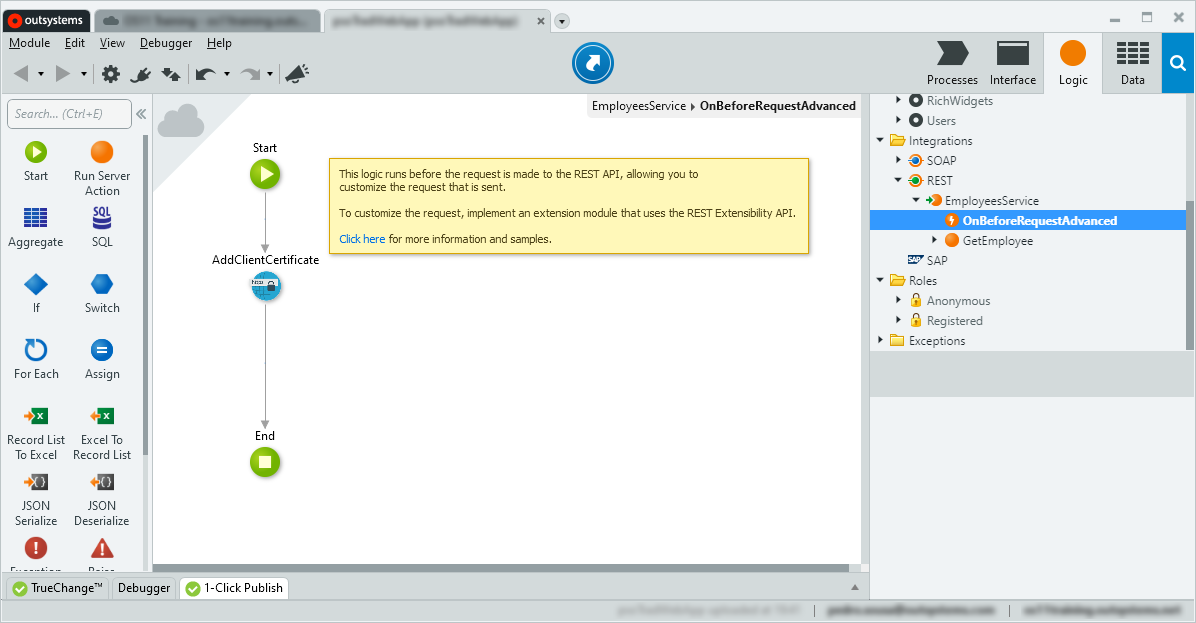 outsystems
Module Edit View Debugger Help
Processes Interface Logic Data
Search... (Ctrl+E)
Start
Run Server
Action
Aggregate
SQL
SQL
If
Switch
For Each
Assign
Record List
To Excel
Excel To
Record List
JSON
Serialize
JSON
Deserialize
EmployeesService OnBeforeRequestAdvanced
Start
This logic runs before the request is made to the REST API, allowing you to
customize the request that is sent.
To customize the request, implement an extension module that uses the REST Extensibility API.
Click here for more information and samples.
AddClientCertificate
End
RichWidgets
Users
Integrations
SOAP
REST
EmployeesService
OnBeforeRequestAdvanced
GetEmployee
SAP SAP
Roles
Anonymous
Registered
Exceptions
TrueChange™ Debugger 1-Click Publish